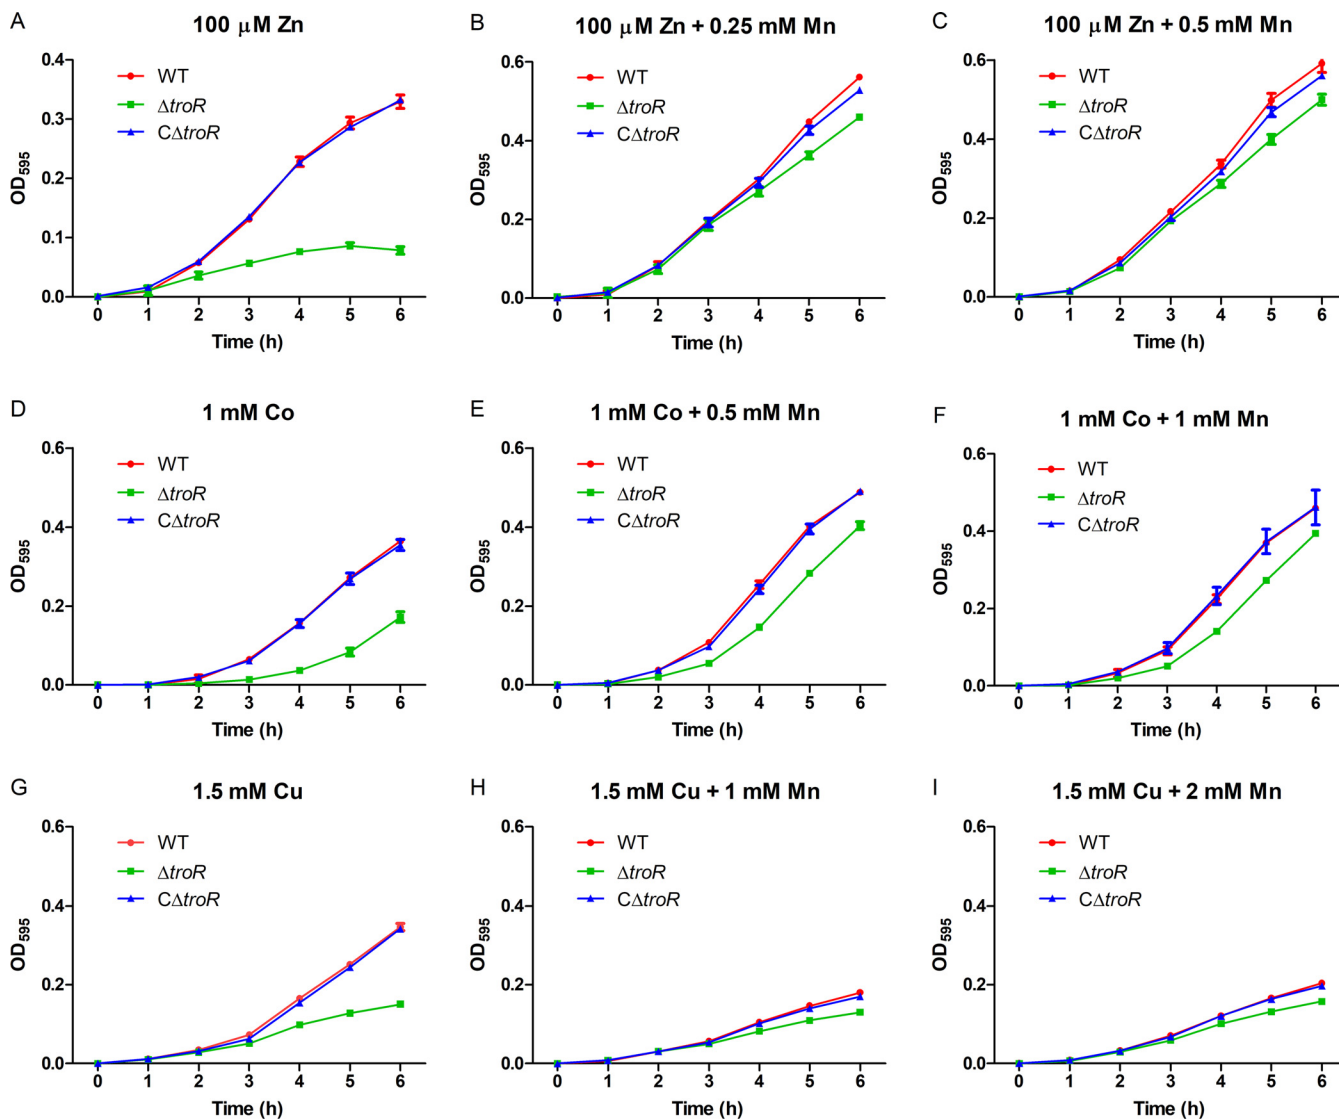 A
100 μM Zn
0.4
0.3
0.2
0.1
0.0
OD595
WT
ΔtroR
CΔtroR
0 1 2 3 4 5 6
Time (h)
B
100 μM Zn + 0.25 mM Mn
0.6
0.4
0.2
0.0
OD595
WT
ΔtroR
CΔtroR
0 1 2 3 4 5 6
Time (h)
C
100 μM Zn + 0.5 mM Mn
0.6
0.4
0.2
0.0
OD595
WT
ΔtroR
CΔtroR
0 1 2 3 4 5 6
Time (h)
D
1 mM Co
0.6
0.4
0.2
0.0
OD595
WT
ΔtroR
CΔtroR
0 1 2 3 4 5 6
Time (h)
E
1 mM Co + 0.5 mM Mn
0.6
0.4
0.2
0.0
OD595
WT
ΔtroR
CΔtroR
0 1 2 3 4 5 6
Time (h)
F
1 mM Co + 1 mM Mn
0.6
0.4
0.2
0.0
OD595
WT
ΔtroR
CΔtroR
0 1 2 3 4 5 6
Time (h)
G
1.5 mM Cu
0.6
0.4
0.2
0.0
OD595
WT
ΔtroR
CΔtroR
0 1 2 3 4 5 6
Time (h)
H
1.5 mM Cu + 1 mM Mn
0.6
0.4
0.2
0.0
OD595
WT
ΔtroR
CΔtroR
0 1 2 3 4 5 6
Time (h)
I
1.5 mM Cu + 2 mM Mn
0.6
0.4
0.2
0.0
OD595
WT
ΔtroR
CΔtroR
0 1 2 3 4 5 6
Time (h)